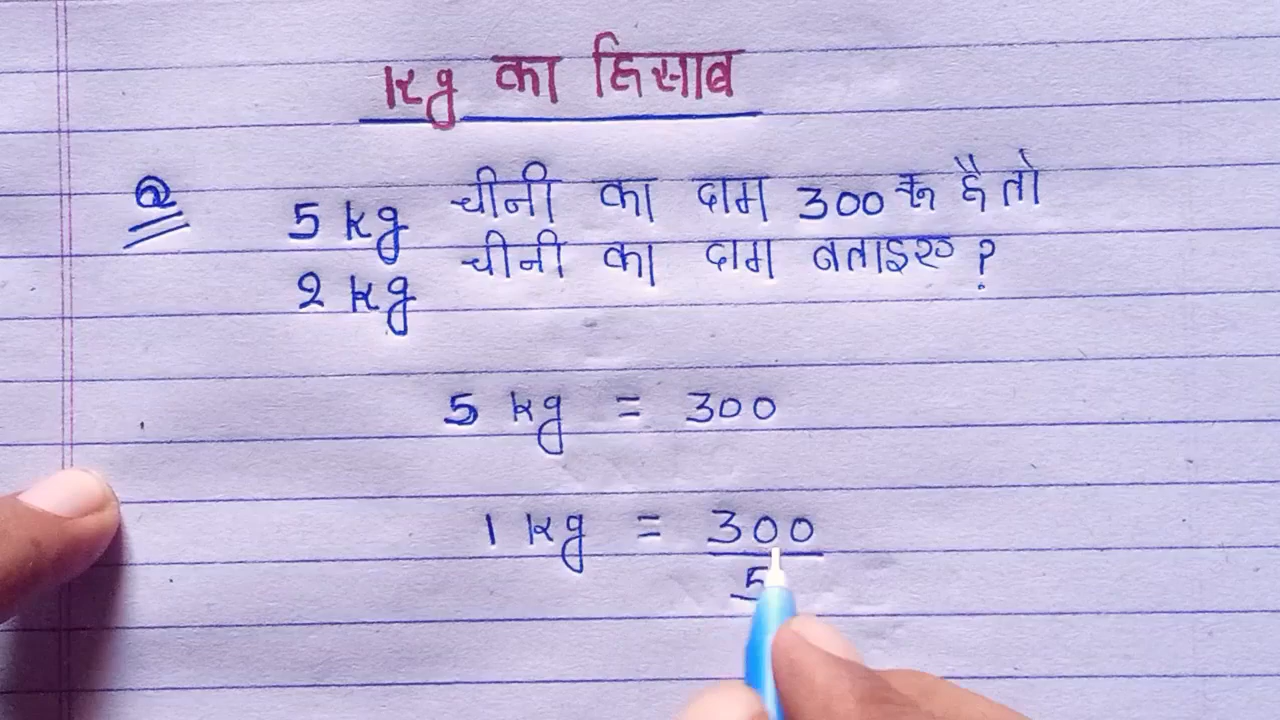 kg का हिसाब
Q 5 kg चीनी का दाम 300 रू है तो
2 kg चीनी का दाम बताइए ?
5 kg = 300
1 kg = 300
5